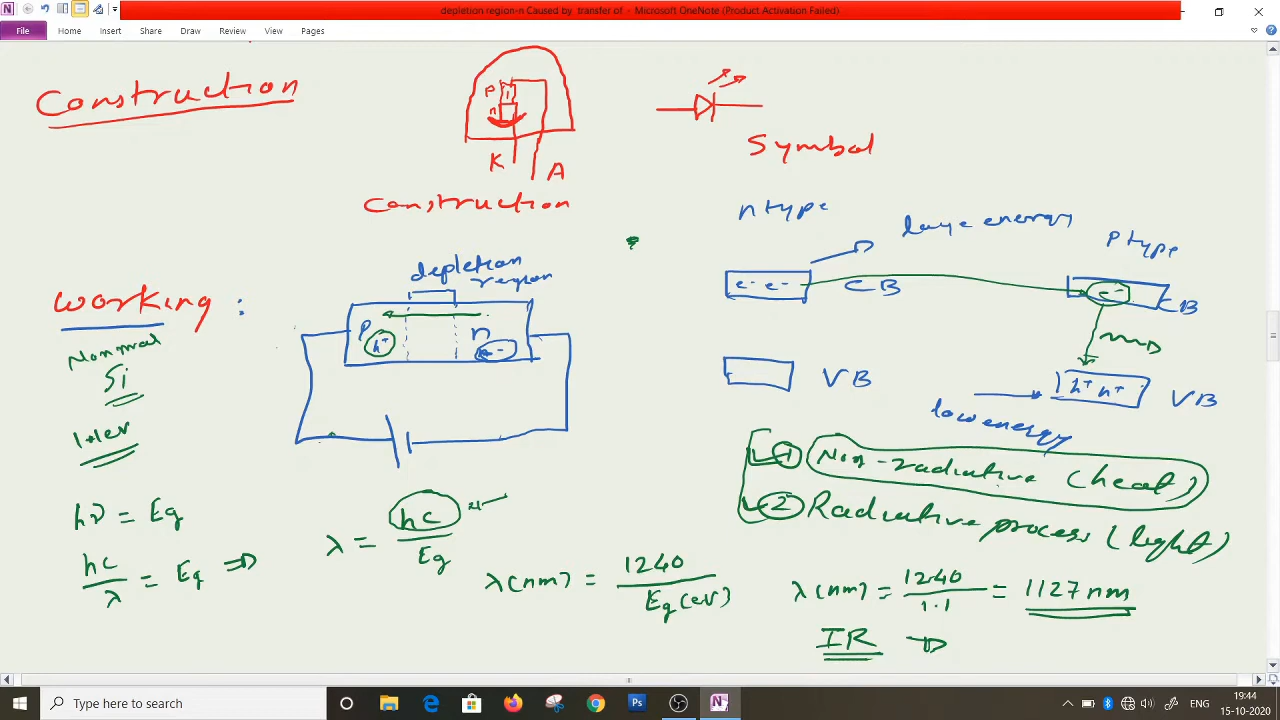 depletion region-n Caused by transfer of - Microsoft OneNote (Product Activation Failed)
File Home Insert Share Draw Review View Pages
Construction
P
n
K A
Construction
Symbol
n type
large energy
P type
e- e- CB
e- CB
VB
h+ h+ VB
low energy
Working :
depletion region
P n
h+
Normal
Si
1.1ev
hν = Eg
hc/λ = Eg ⇒
λ = hc/Eg
λ(nm) = 1240/Eg(ev)
1 Non-radiative (heat)
2 Radiative process (light)
λ(nm) = 1240/1.1 = 1127 nm
IR
Type here to search
Ps
N
ENG
19:44
15-10-2020